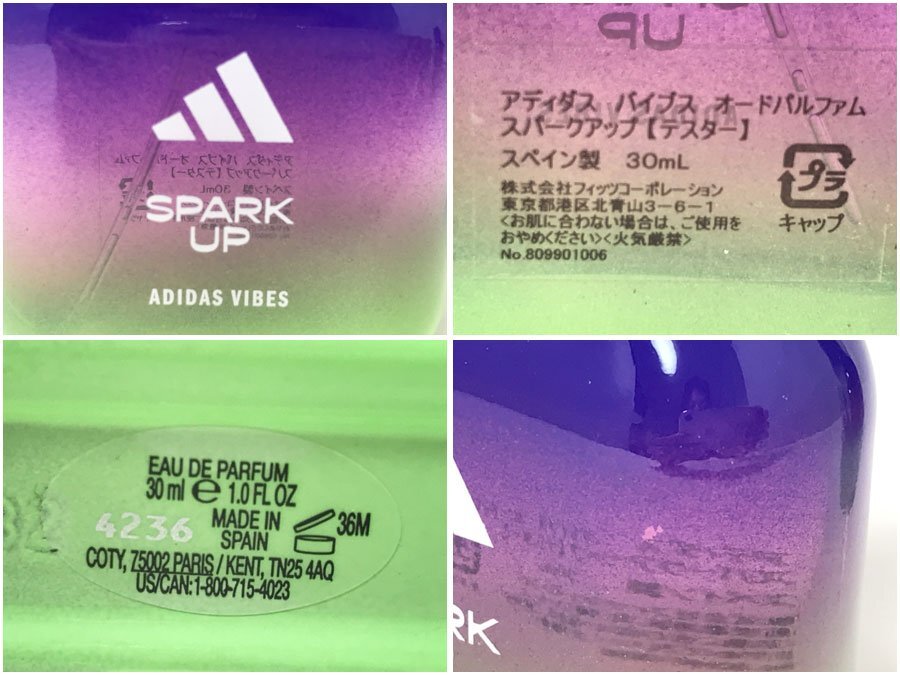 SPARK
UP
ADIDAS VIBES
アディダス バイブス オードパルファム
スパークアップ【テスター】
スペイン製 30mL
株式会社フィッツコーポレーション
東京都港区北青山3-6-1
<お肌に合わない場合は、ご使用を
おやめください><火気厳禁>
No.809901006
プラ
キャップ
EAU DE PARFUM
30 ml e 1.0 FL OZ
4236
MADE IN
SPAIN
36M
COTY, 75002 PARIS / KENT, TN25 4AQ
US/CAN:1-800-715-4023
RK